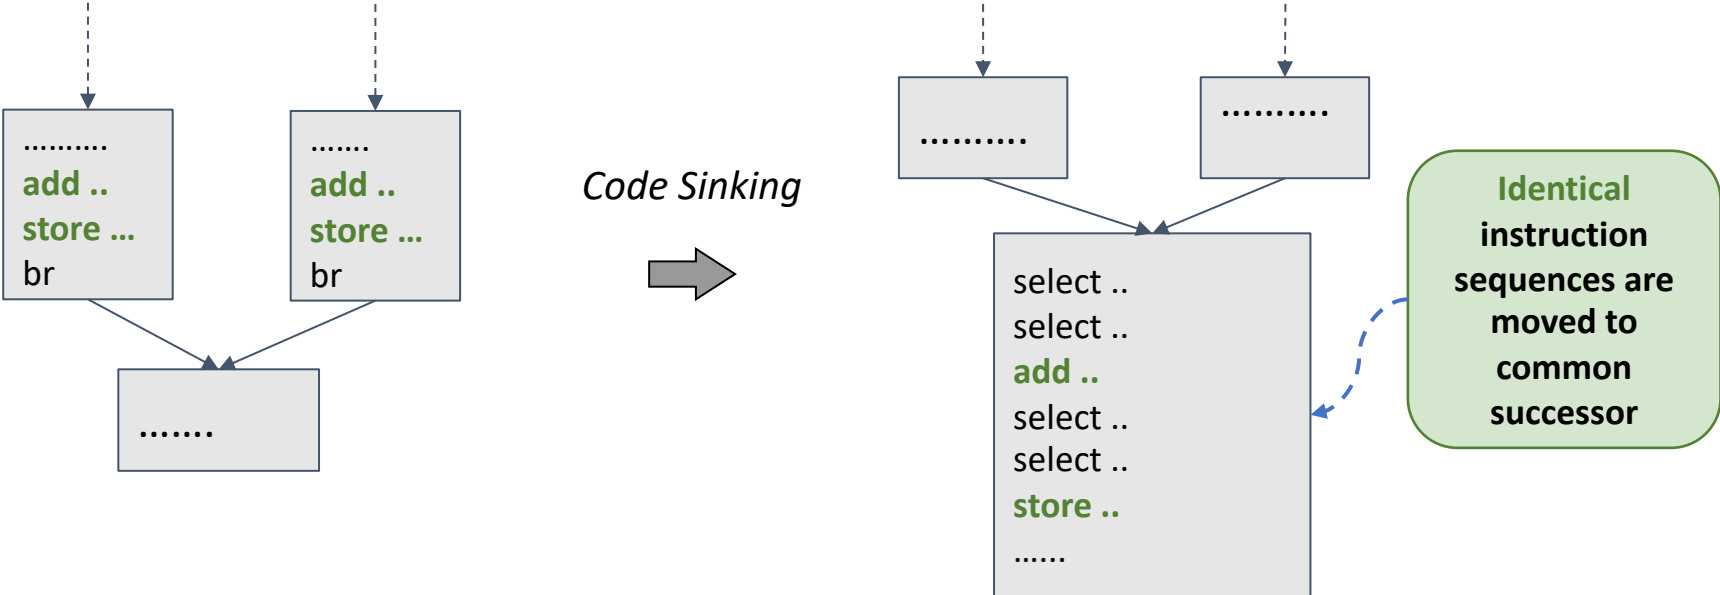 ……….
add ..
store …
br
…….
add ..
store …
br
…….
Code Sinking
……….
……….
select ..
select ..
add ..
select ..
select ..
store ..
……
Identical
instruction
sequences are
moved to
common
successor